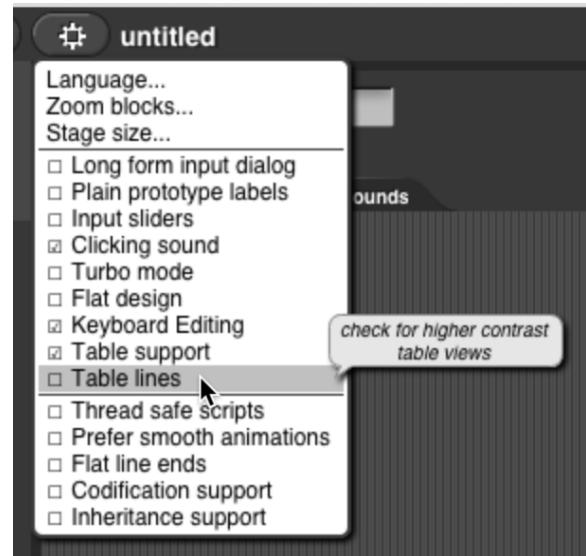 untitled
Language...
Zoom blocks...
Stage size...
Long form input dialog
Plain prototype labels
Input sliders
ounds
Clicking sound
Turbo mode
Flat design
Keyboard Editing
Table support
Table lines
check for higher contrast
table views
Thread safe scripts
Prefer smooth animations
Flat line ends
Codification support
Inheritance support